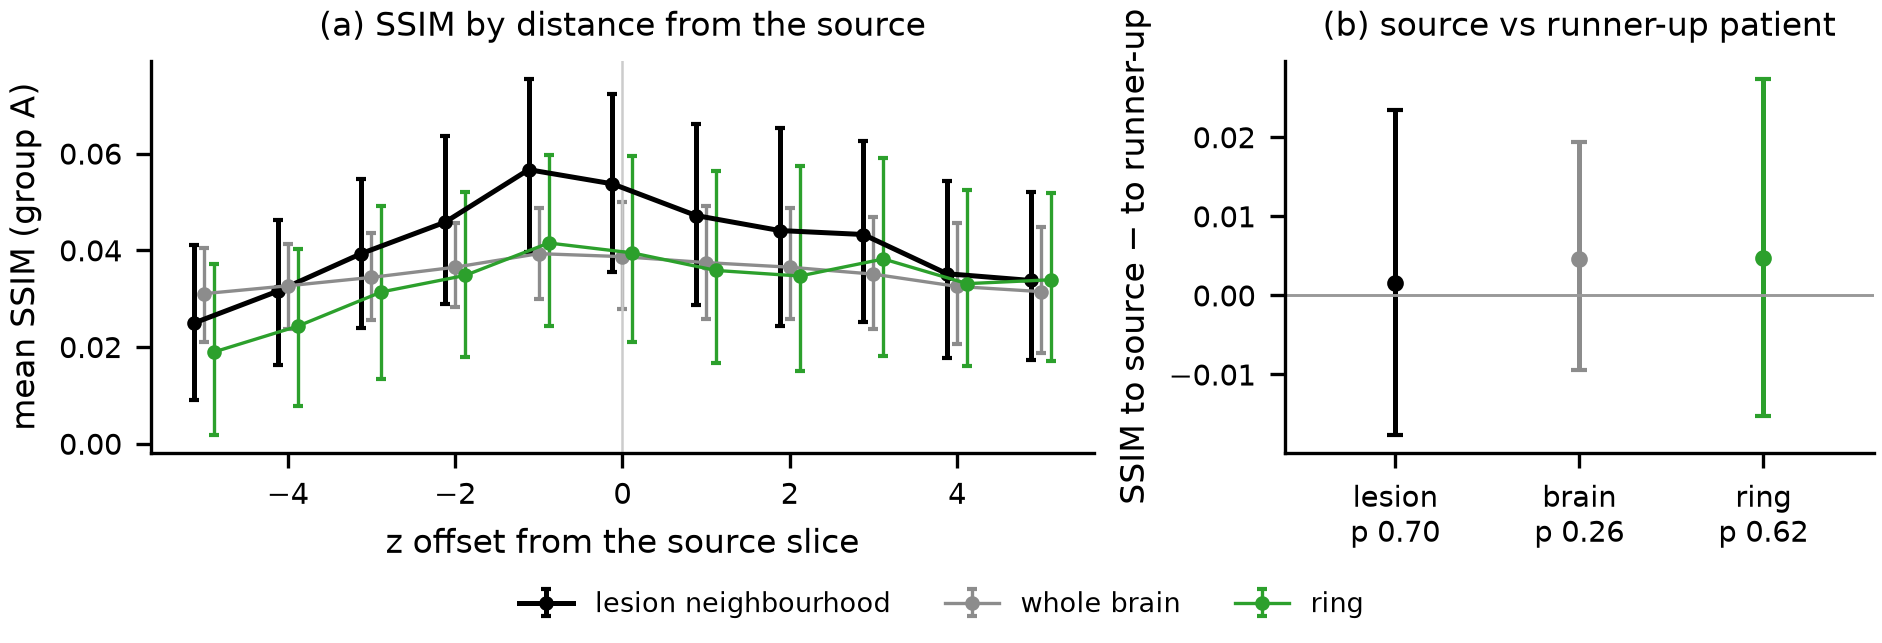 (a) SSIM by distance from the source
mean SSIM (group A)
0.06
0.04
0.02
0.00
−4
−2
0
2
4
z offset from the source slice
(b) source vs runner-up patient
SSIM to source − to runner-up
0.02
0.01
0.00
−0.01
lesion
p 0.70
brain
p 0.26
ring
p 0.62
lesion neighbourhood
whole brain
ring